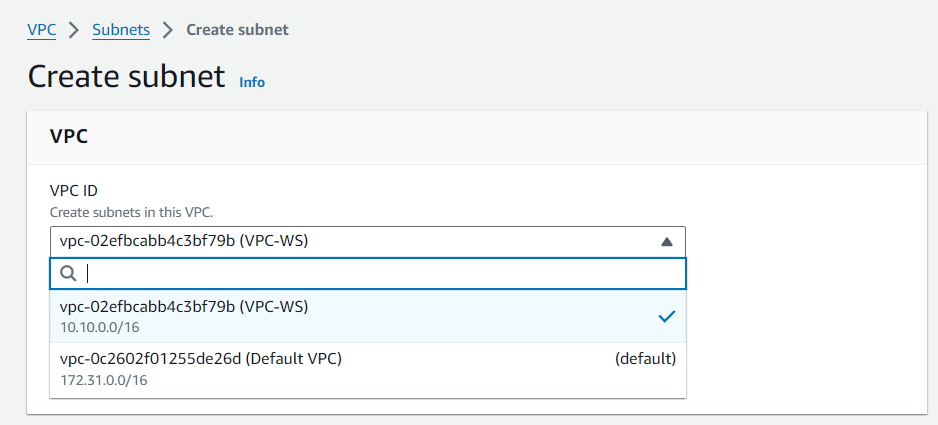 VPC > Subnets > Create subnet
Create subnet Info
VPC
VPC ID
Create subnets in this VPC.
vpc-02efbcabb4c3bf79b (VPC-WS)
vpc-02efbcabb4c3bf79b (VPC-WS)
10.10.0.0/16
vpc-0c2602f01255de26d (Default VPC) (default)
172.31.0.0/16